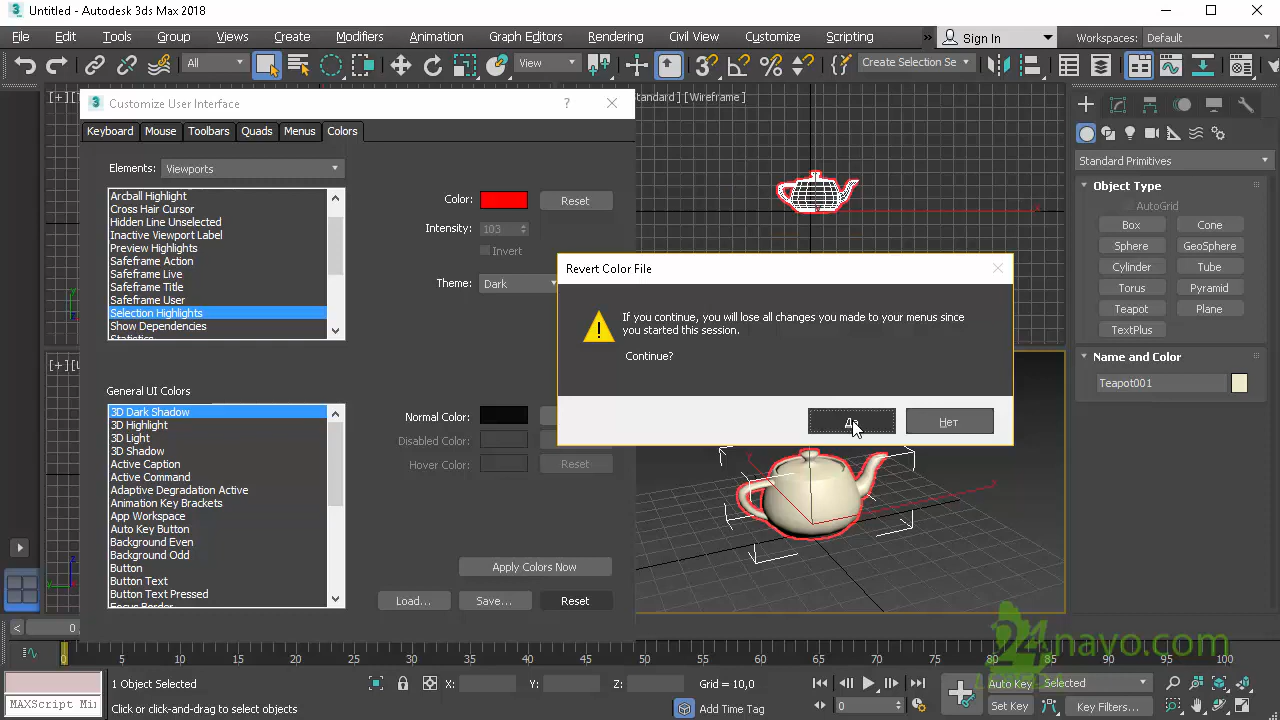 Untitled - Autodesk 3ds Max 2018
File Edit Tools Group Views Create Modifiers Animation Graph Editors Rendering Civil View Customize Scripting » Sign In Workspaces: Default
All View Create Selection Se
[+] Standard ] [Wireframe ]
Customize User Interface ?
Keyboard Mouse Toolbars Quads Menus Colors
Elements: Viewports
Arcball Highlight
Cross Hair Cursor
Hidden Line Unselected
Inactive Viewport Label
Preview Highlights
Safeframe Action
Safeframe Live
Safeframe Title
Safeframe User
Selection Highlights
Show Dependencies
Statistics
Color: Reset
Intensity: 103
Invert
Theme: Dark
General UI Colors
3D Dark Shadow
3D Highlight
3D Light
3D Shadow
Active Caption
Active Command
Adaptive Degradation Active
Animation Key Brackets
App Workspace
Auto Key Button
Background Even
Background Odd
Button
Button Text
Button Text Pressed
Focus Border
Normal Color:
Disabled Color:
Hover Color: Reset
Apply Colors Now
Load... Save... Reset
Revert Color File
If you continue, you will lose all changes you made to your menus since
you started this session.
Continue?
Да Нет
x
x
Standard Primitives
Object Type
AutoGrid
Box Cone
Sphere GeoSphere
Cylinder Tube
Torus Pyramid
Teapot Plane
TextPlus
Name and Color
Teapot001
24navo.com
< 0
0 5 10 15 20 25 30 35 40 45 50 55 60 65 70 75 80 85 90 95 100
1 Object Selected X: Y: Z: Grid = 10,0 Auto Key Selected
MAXScript Mi Click or click-and-drag to select objects Add Time Tag 0 Set Key Key Filters...